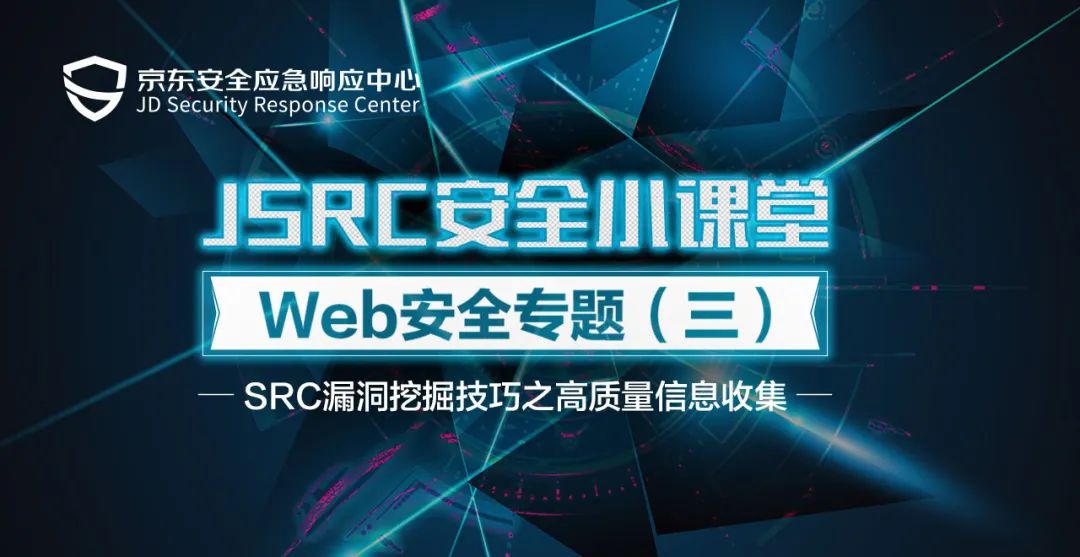 京东安全应急响应中心
JD Security Response Center
JSRC安全小课堂
Web安全专题（三）
SRC漏洞挖掘技巧之高质量信息收集